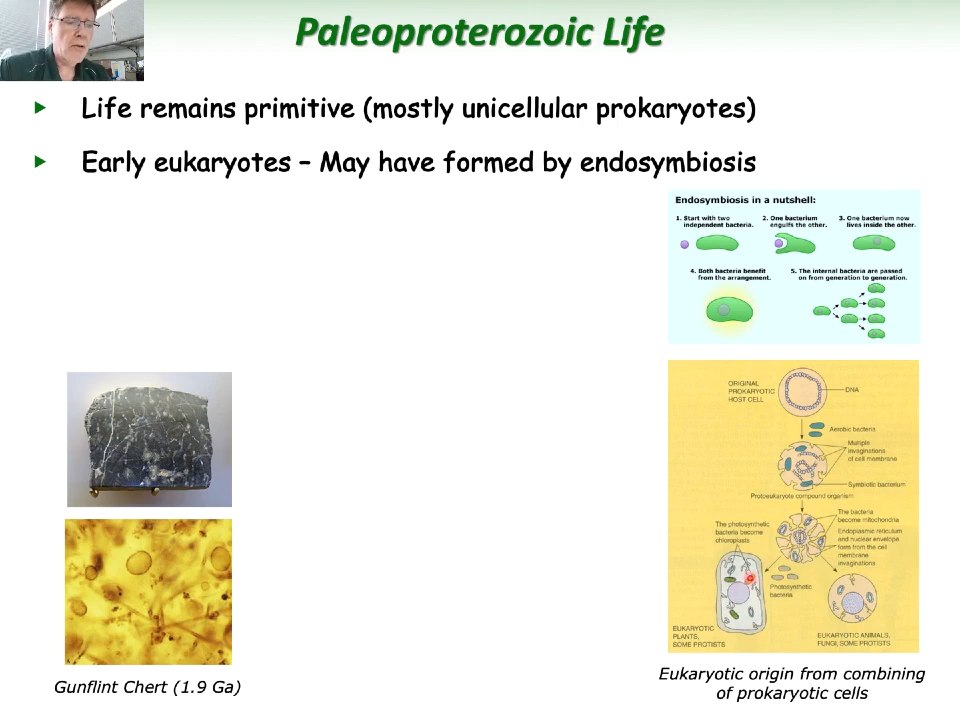 Paleoproterozoic Life
Life remains primitive (mostly unicellular prokaryotes)
Early eukaryotes – May have formed by endosymbiosis
Endosymbiosis in a nutshell:
1. Start with two
independent bacteria.
2. One bacterium
engulfs the other.
3. One bacterium now
lives inside the other.
4. Both bacteria benefit
from the arrangement.
5. The internal bacteria are passed
on from generation to generation.
ORIGINAL
PROKARYOTIC
HOST CELL
DNA
Aerobic bacteria
Multiple
invaginations
of cell membrane
Symbiotic bacterium
Protoeukaryote compound organism
The bacteria
become mitochondria
Endoplasmic reticulum
and nuclear envelope
form from the cell
membrane
invaginations
The photosynthetic
bacteria become
chloroplasts
Photosynthetic
bacteria
EUKARYOTIC
PLANTS,
SOME PROTISTS
EUKARYOTIC ANIMALS,
FUNGI, SOME PROTISTS
Gunflint Chert (1.9 Ga)
Eukaryotic origin from combining
of prokaryotic cells